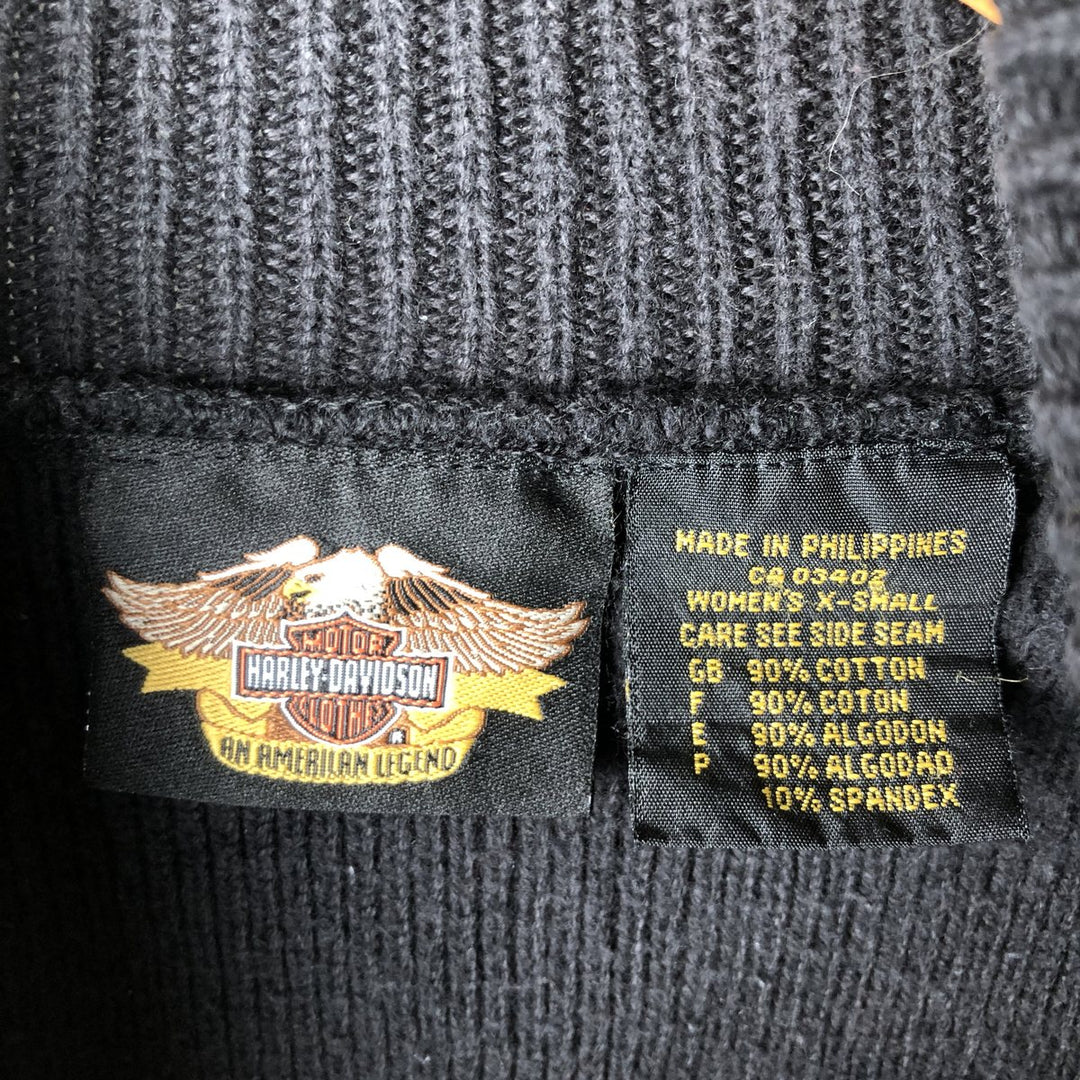 MOTOR
HARLEY-DAVIDSON
CLOTHES
®
AN AMERICAN LEGEND
MADE IN PHILIPPINES
CA 03402
WOMEN'S X-SMALL
CARE SEE SIDE SEAM
GB 90% COTTON
F 90% COTON
E 90% ALGODON
P 90% ALGODAO
10% SPANDEX